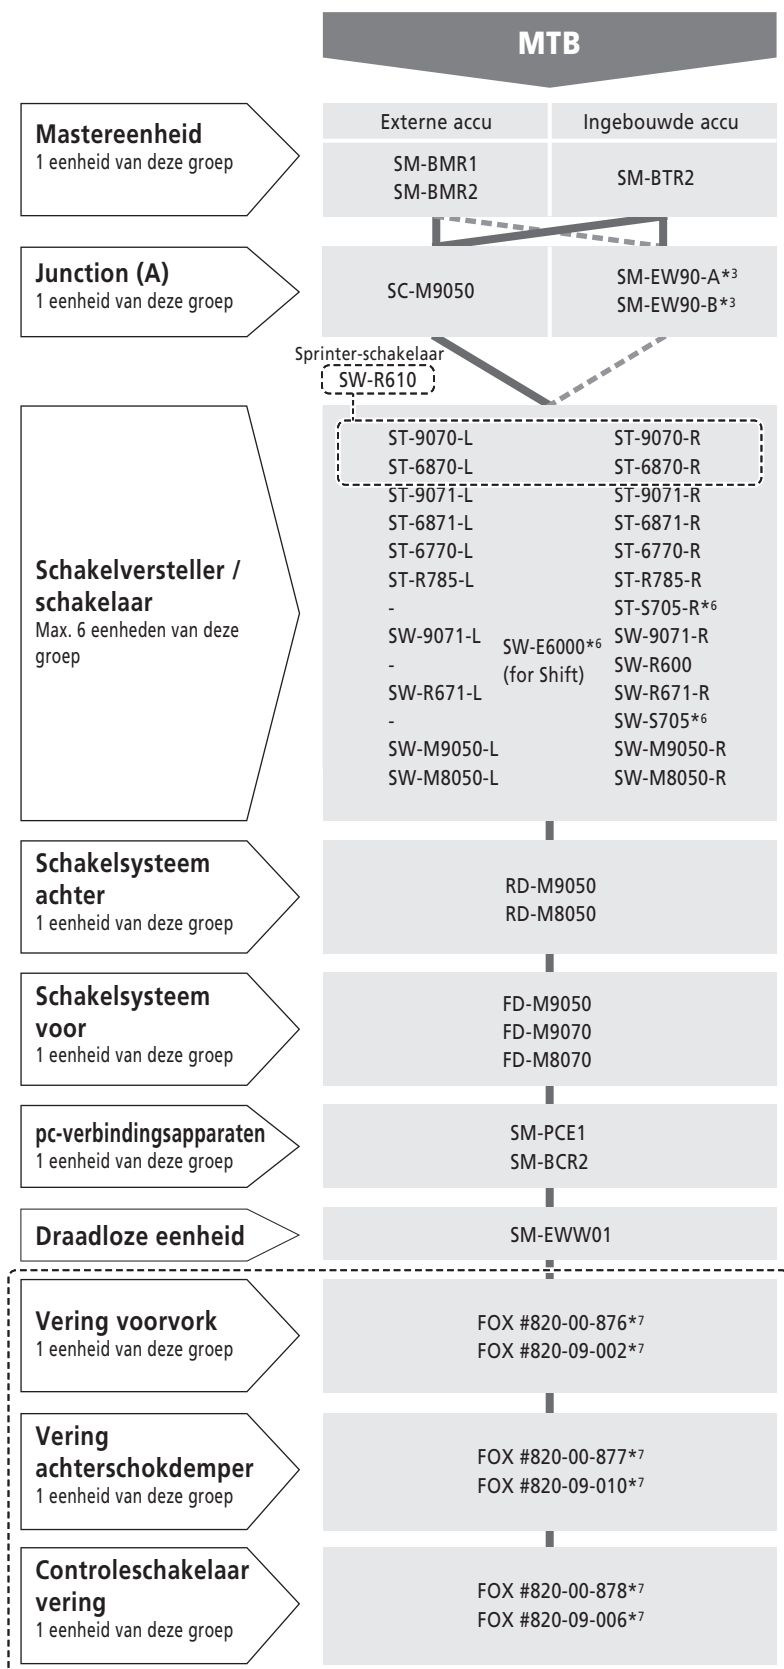 MTB
Mastereenheid
1 eenheid van deze groep
Externe accu
Ingebouwde accu
SM-BMR1
SM-BMR2
SM-BTR2
Junction (A)
1 eenheid van deze groep
SC-M9050
SM-EW90-A*3
SM-EW90-B*3
Sprinter-schakelaar
SW-R610
Schakelversteller /
schakelaar
Max. 6 eenheden van deze
groep
ST-9070-L ST-9070-R
ST-6870-L ST-6870-R
ST-9071-L ST-9071-R
ST-6871-L ST-6871-R
ST-6770-L ST-6770-R
ST-R785-L ST-R785-R
- ST-S705-R*6
SW-9071-L SW-9071-R
- SW-R600
SW-R671-L SW-R671-R
- SW-S705*6
SW-M9050-L SW-M9050-R
SW-M8050-L SW-M8050-R
SW-E6000*6
(for Shift)
Schakelsysteem
achter
1 eenheid van deze groep
RD-M9050
RD-M8050
Schakelsysteem
voor
1 eenheid van deze groep
FD-M9050
FD-M9070
FD-M8070
pc-verbindingsapparaten
1 eenheid van deze groep
SM-PCE1
SM-BCR2
Draadloze eenheid
SM-EWW01
Vering voorvork
1 eenheid van deze groep
FOX #820-00-876*7
FOX #820-09-002*7
Vering
achterschokdemper
1 eenheid van deze groep
FOX #820-00-877*7
FOX #820-09-010*7
Controleschakelaar
vering
1 eenheid van deze groep
FOX #820-00-878*7
FOX #820-09-006*7